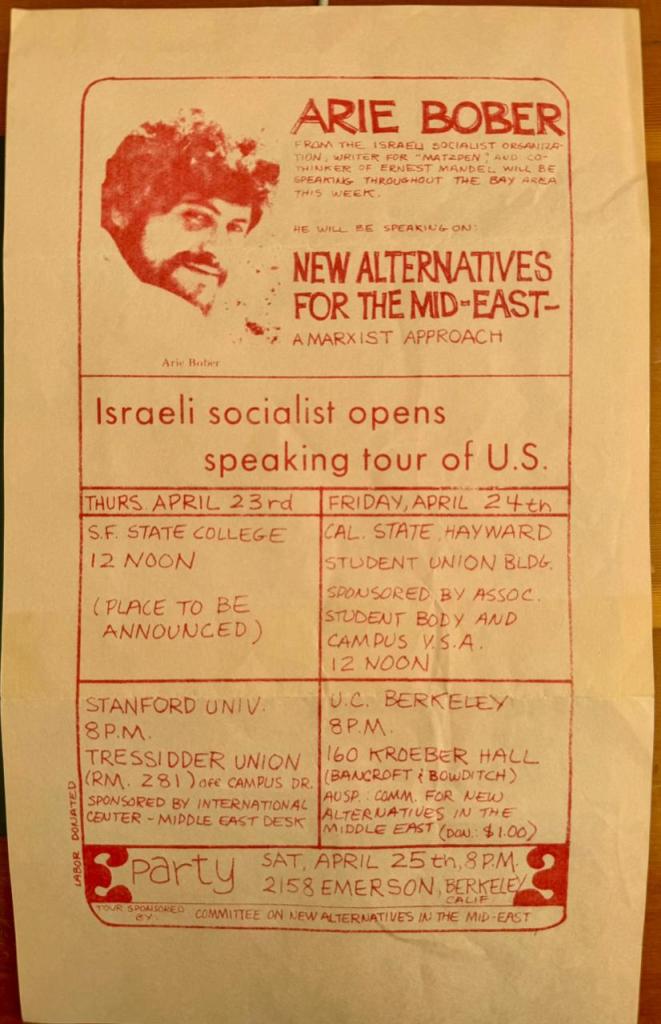 ARIE BOBER
FROM THE ISRAELI SOCIALIST ORGANIZA-
TION, WRITER FOR "MATZPEN," AND CO-
THINKER OF ERNEST MANDEL WILL BE
SPEAKING THROUGHOUT THE BAY AREA
THIS WEEK.
HE WILL BE SPEAKING ON:
NEW ALTERNATIVES
FOR THE MID-EAST-
A MARXIST APPROACH
Arie Bober
Israeli socialist opens
speaking tour of U.S.
THURS. APRIL 23rd
S.F. STATE COLLEGE
12 NOON
(PLACE TO BE
ANNOUNCED)
FRIDAY, APRIL 24th
CAL. STATE, HAYWARD
STUDENT UNION BLDG.
SPONSORED BY ASSOC.
STUDENT BODY AND
CAMPUS Y.S.A.
12 NOON
STANFORD UNIV.
8 P.M.
TRESSIDDER UNION
(RM. 281) OFF CAMPUS DR.
SPONSORED BY INTERNATIONAL
CENTER - MIDDLE EAST DESK
U.C. BERKELEY
8 P.M.
160 KROEBER HALL
(BANCROFT & BOWDITCH)
AUSP.: COMM. FOR NEW
ALTERNATIVES IN THE
MIDDLE EAST (DON.: $1.00)
LABOR DONATED
party
SAT, APRIL 25th, 8 P.M.
2158 EMERSON, BERKELEY
CALIF
TOUR SPONSORED
BY:
COMMITTEE ON NEW ALTERNATIVES IN THE MID-EAST